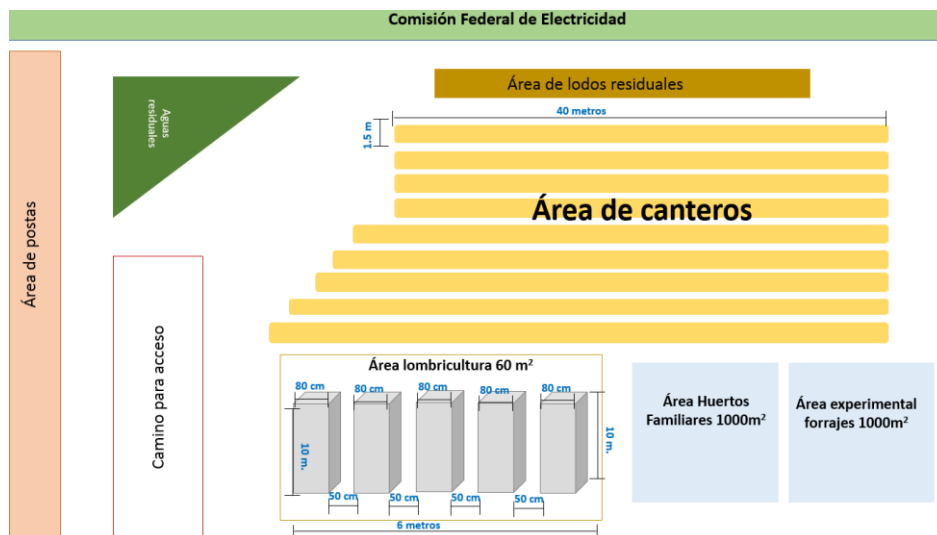 Comisión Federal de Electricidad
Área de postas
Aguas
residuales
Área de lodos residuales
40 metros
1.5 m
Área de canteros
Camino para acceso
Área lombricultura 60 m²
80 cm
80 cm
80 cm
80 cm
80 cm
10 m.
10 m.
50 cm
50 cm
50 cm
50 cm
6 metros
Área Huertos
Familiares 1000m²
Área experimental
forrajes 1000m²